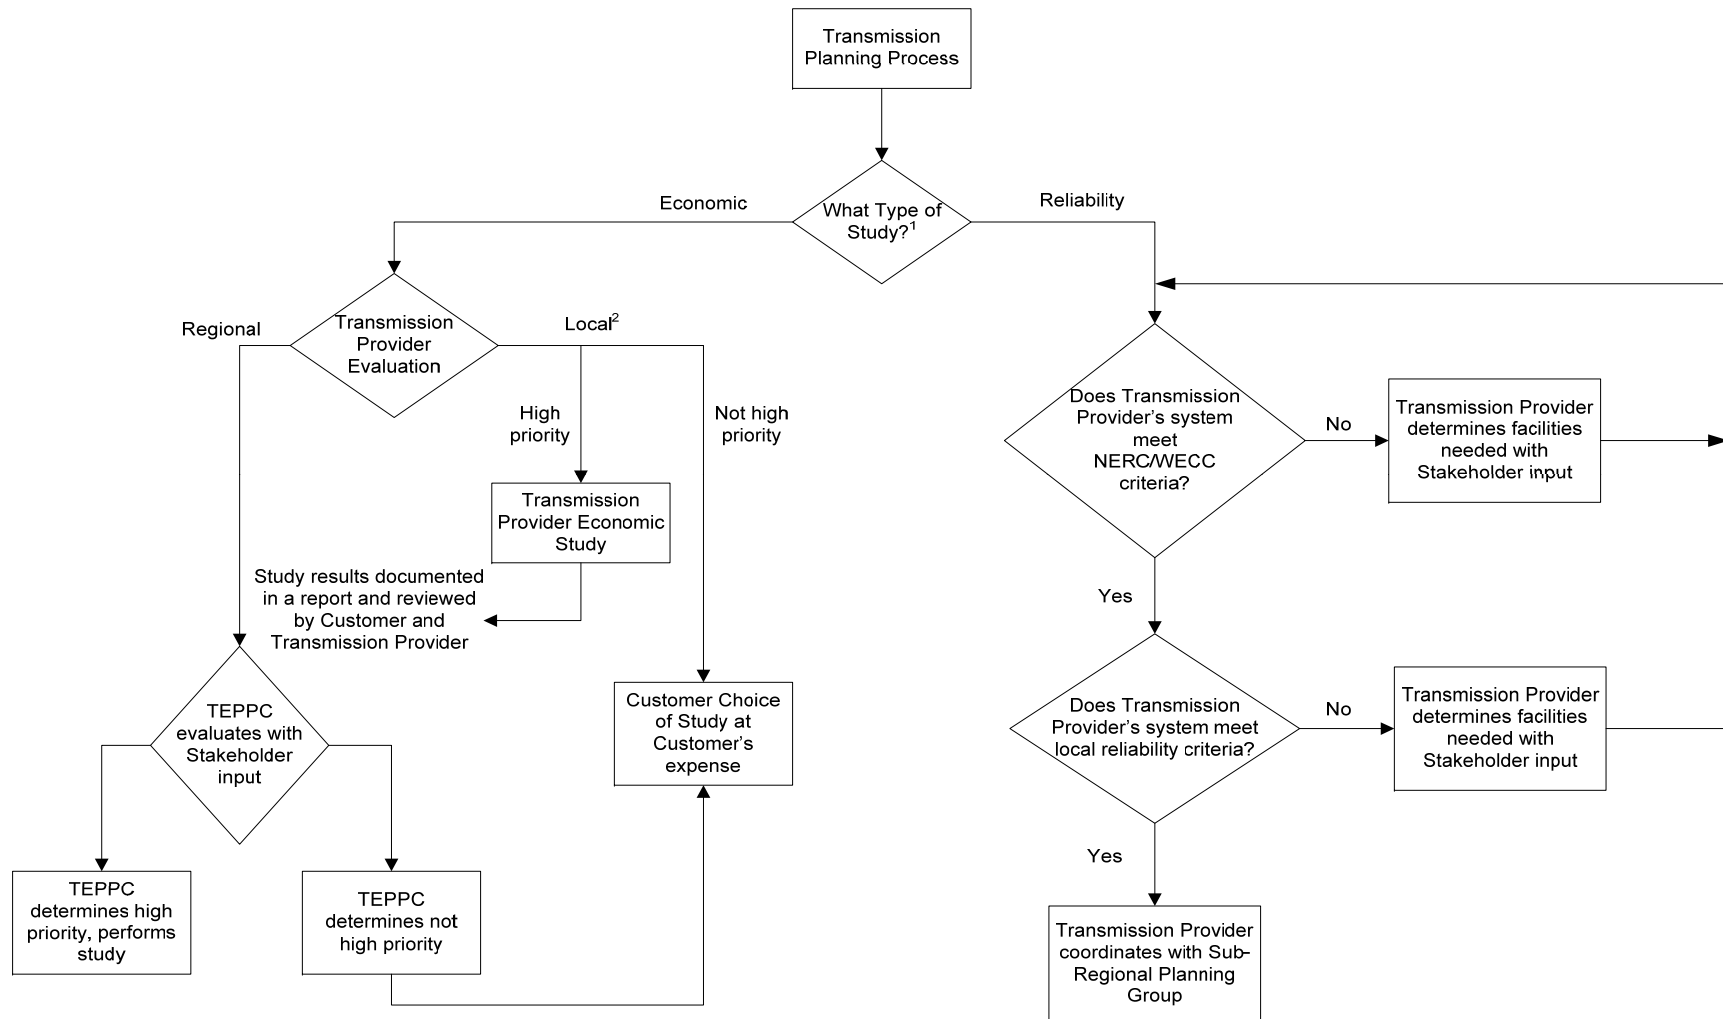 Transmission
Planning Process
Economic
Reliability
What Type of
Study?1
Regional
Transmission
Provider
Evaluation
Local2
High
priority
Not high
priority
Does Transmission
Provider's system
meet
NERC/WECC
criteria?
No
Transmission Provider
determines facilities
needed with
Stakeholder input
Transmission
Provider Economic
Study
Study results documented
in a report and reviewed
by Customer and
Transmission Provider
Yes
TEPPC
evaluates with
Stakeholder
input
Customer Choice
of Study at
Customer's
expense
Does Transmission
Provider's system meet
local reliability criteria?
No
Transmission Provider
determines facilities
needed with
Stakeholder input
Yes
TEPPC
determines high
priority, performs
study
TEPPC
determines not
high priority
Transmission Provider
coordinates with Sub-
Regional Planning
Group